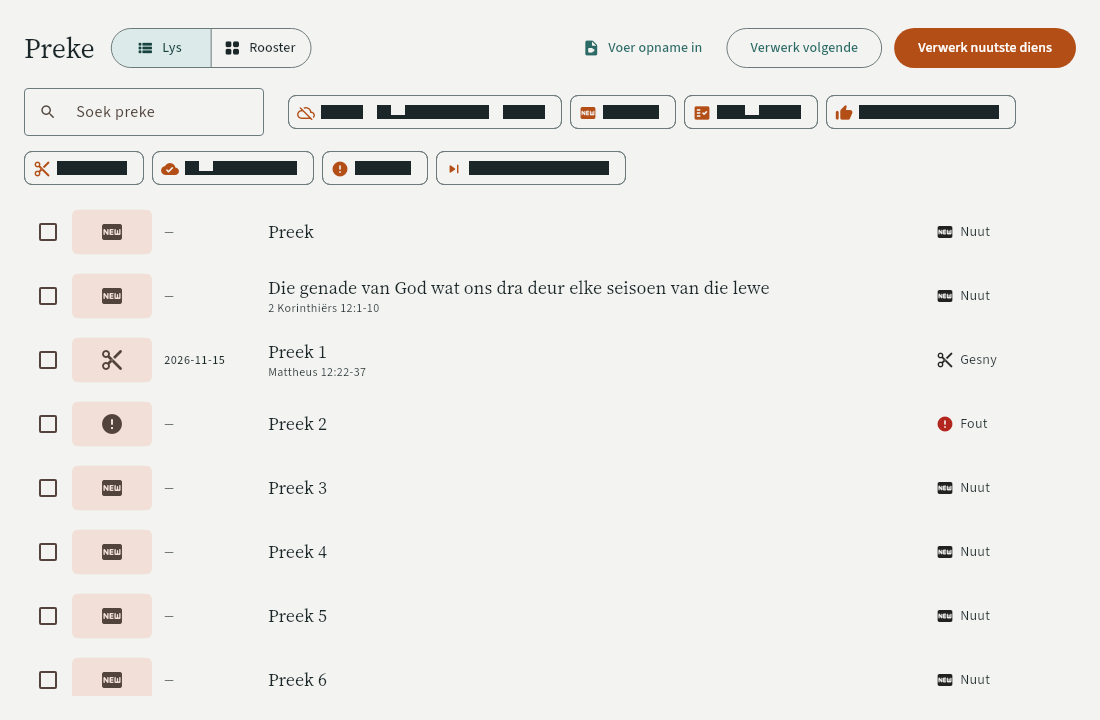 Preke
Lys
Rooster
Voer opname in
Verwerk volgende
Verwerk nuutste diens
Soek preke
NEW
NEW
—
Preek
NEW Nuut
NEW
—
Die genade van God wat ons dra deur elke seisoen van die lewe
2 Korinthiërs 12:1-10
NEW Nuut
2026-11-15
Preek 1
Mattheus 12:22-37
Gesny
—
Preek 2
Fout
NEW
—
Preek 3
NEW Nuut
NEW
—
Preek 4
NEW Nuut
NEW
—
Preek 5
NEW Nuut
NEW
—
Preek 6
NEW Nuut